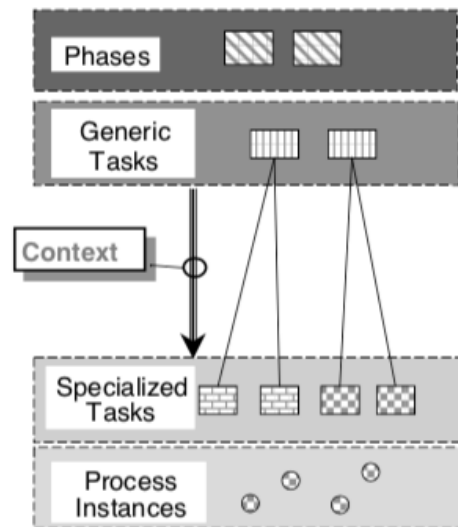 Phases
Generic
Tasks
Context
Specialized
Tasks
Process
Instances